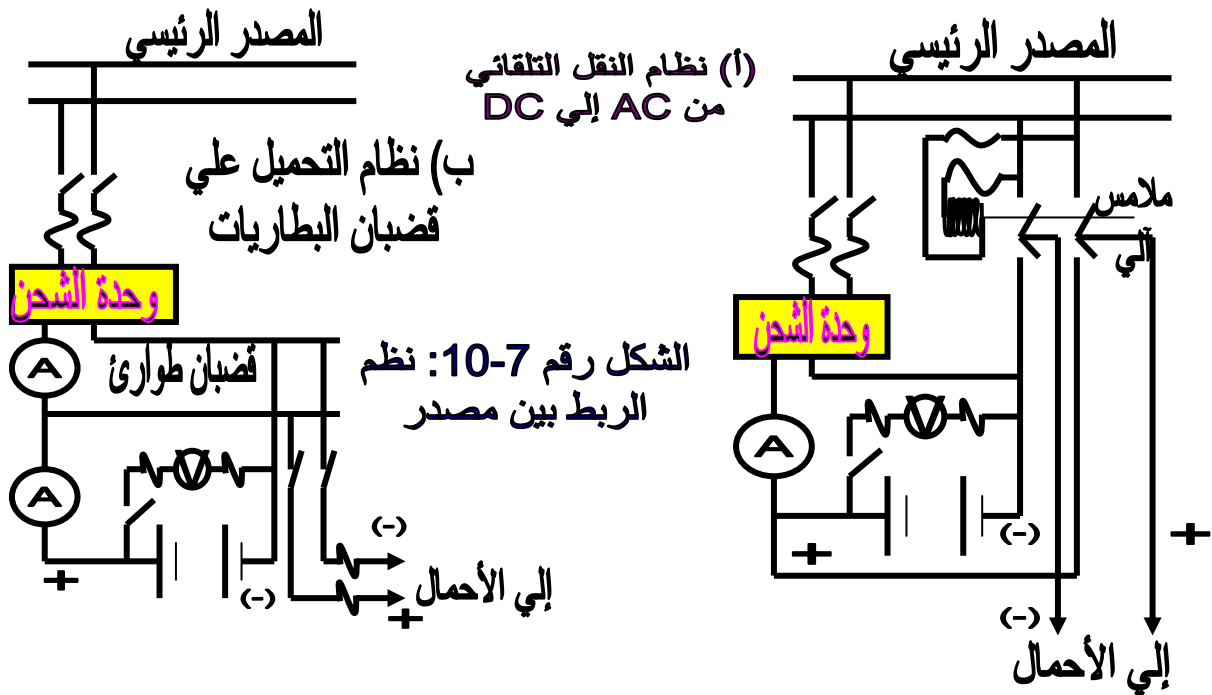 المصدر الرئيسي
(أ) نظام النقل التلقائي
من AC إلي DC
ملامس
آلي
وحدة الشحن
A
V
+
(-)
+
(-)
إلي الأحمال
المصدر الرئيسي
ب) نظام التحميل علي
قضبان البطاريات
وحدة الشحن
A
قضبان طوارئ
الشكل رقم 7-10: نظم
الربط بين مصدر
A
V
+
(-)
(-)
+
إلي الأحمال